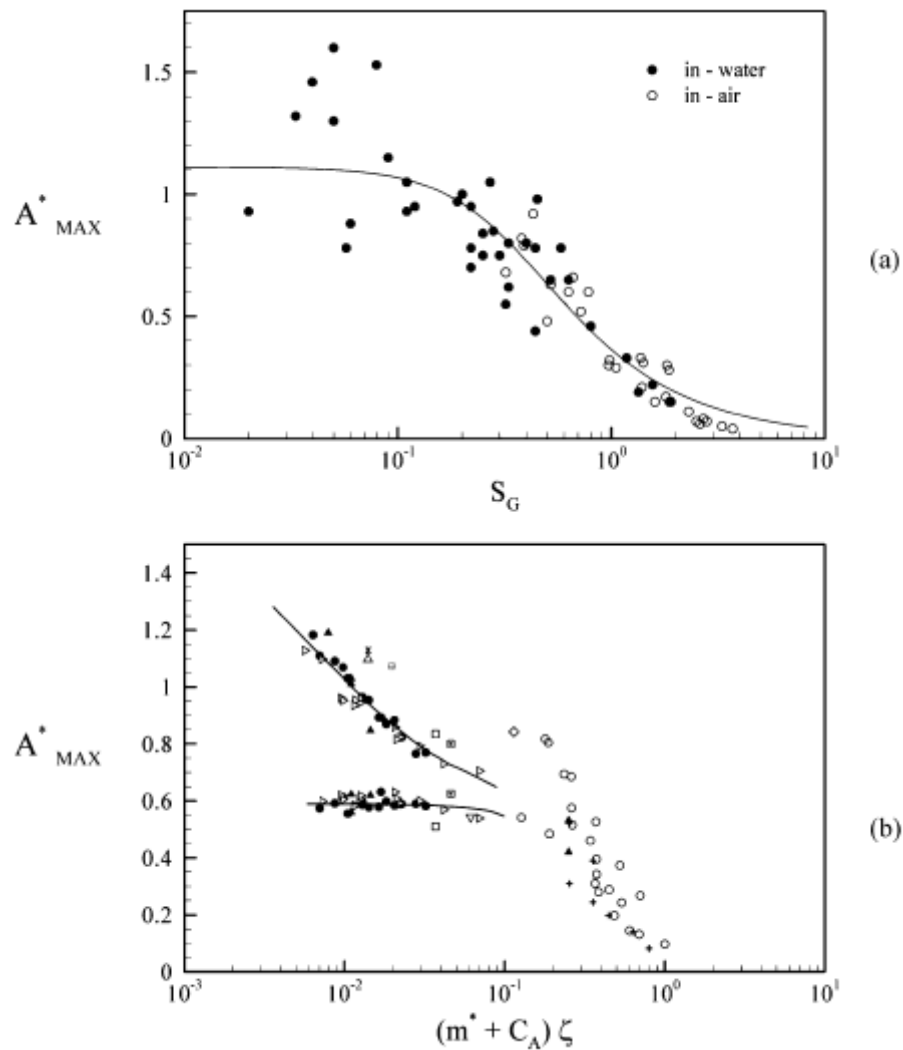 1.5
1
0.5
0
A*MAX
in - water
in - air
(a)
10⁻² 10⁻¹ 10⁰ 10¹
S_G
1.4
1.2
1
0.8
0.6
0.4
0.2
0
A*MAX
(b)
10⁻³ 10⁻² 10⁻¹ 10⁰ 10¹
(m* + C_A) ζ